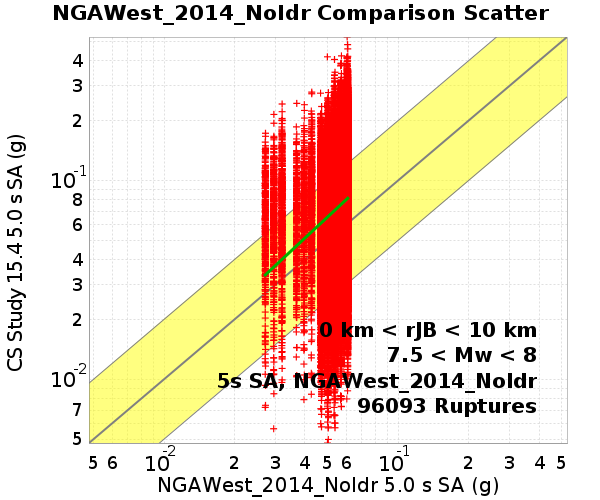 NGAWest_2014_NoIdr Comparison Scatter
CS Study 15.4 5.0 s SA (g)
4
3
2
10⁻¹
8
6
4
3
2
10⁻²
7
5
0 km < rJB < 10 km
7.5 < Mw < 8
5s SA, NGAWest_2014_NoIdr
96093 Ruptures
5 6 10⁻² 2 3 4 5 6 10⁻¹ 2 3 4 5
NGAWest_2014_NoIdr 5.0 s SA (g)